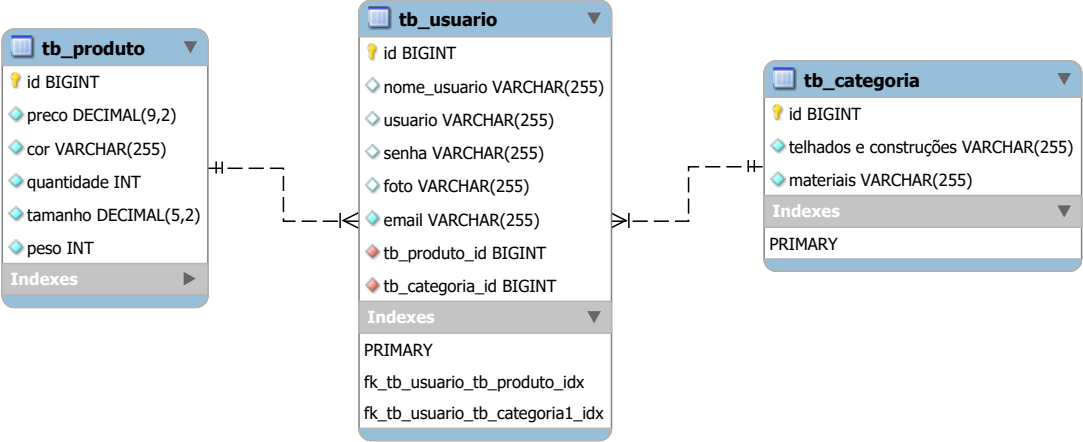 tb_produto
id BIGINT
preco DECIMAL(9,2)
cor VARCHAR(255)
quantidade INT
tamanho DECIMAL(5,2)
peso INT
Indexes
tb_usuario
id BIGINT
nome_usuario VARCHAR(255)
usuario VARCHAR(255)
senha VARCHAR(255)
foto VARCHAR(255)
email VARCHAR(255)
tb_produto_id BIGINT
tb_categoria_id BIGINT
Indexes
PRIMARY
fk_tb_usuario_tb_produto_idx
fk_tb_usuario_tb_categoria1_idx
tb_categoria
id BIGINT
telhados e construções VARCHAR(255)
materiais VARCHAR(255)
Indexes
PRIMARY